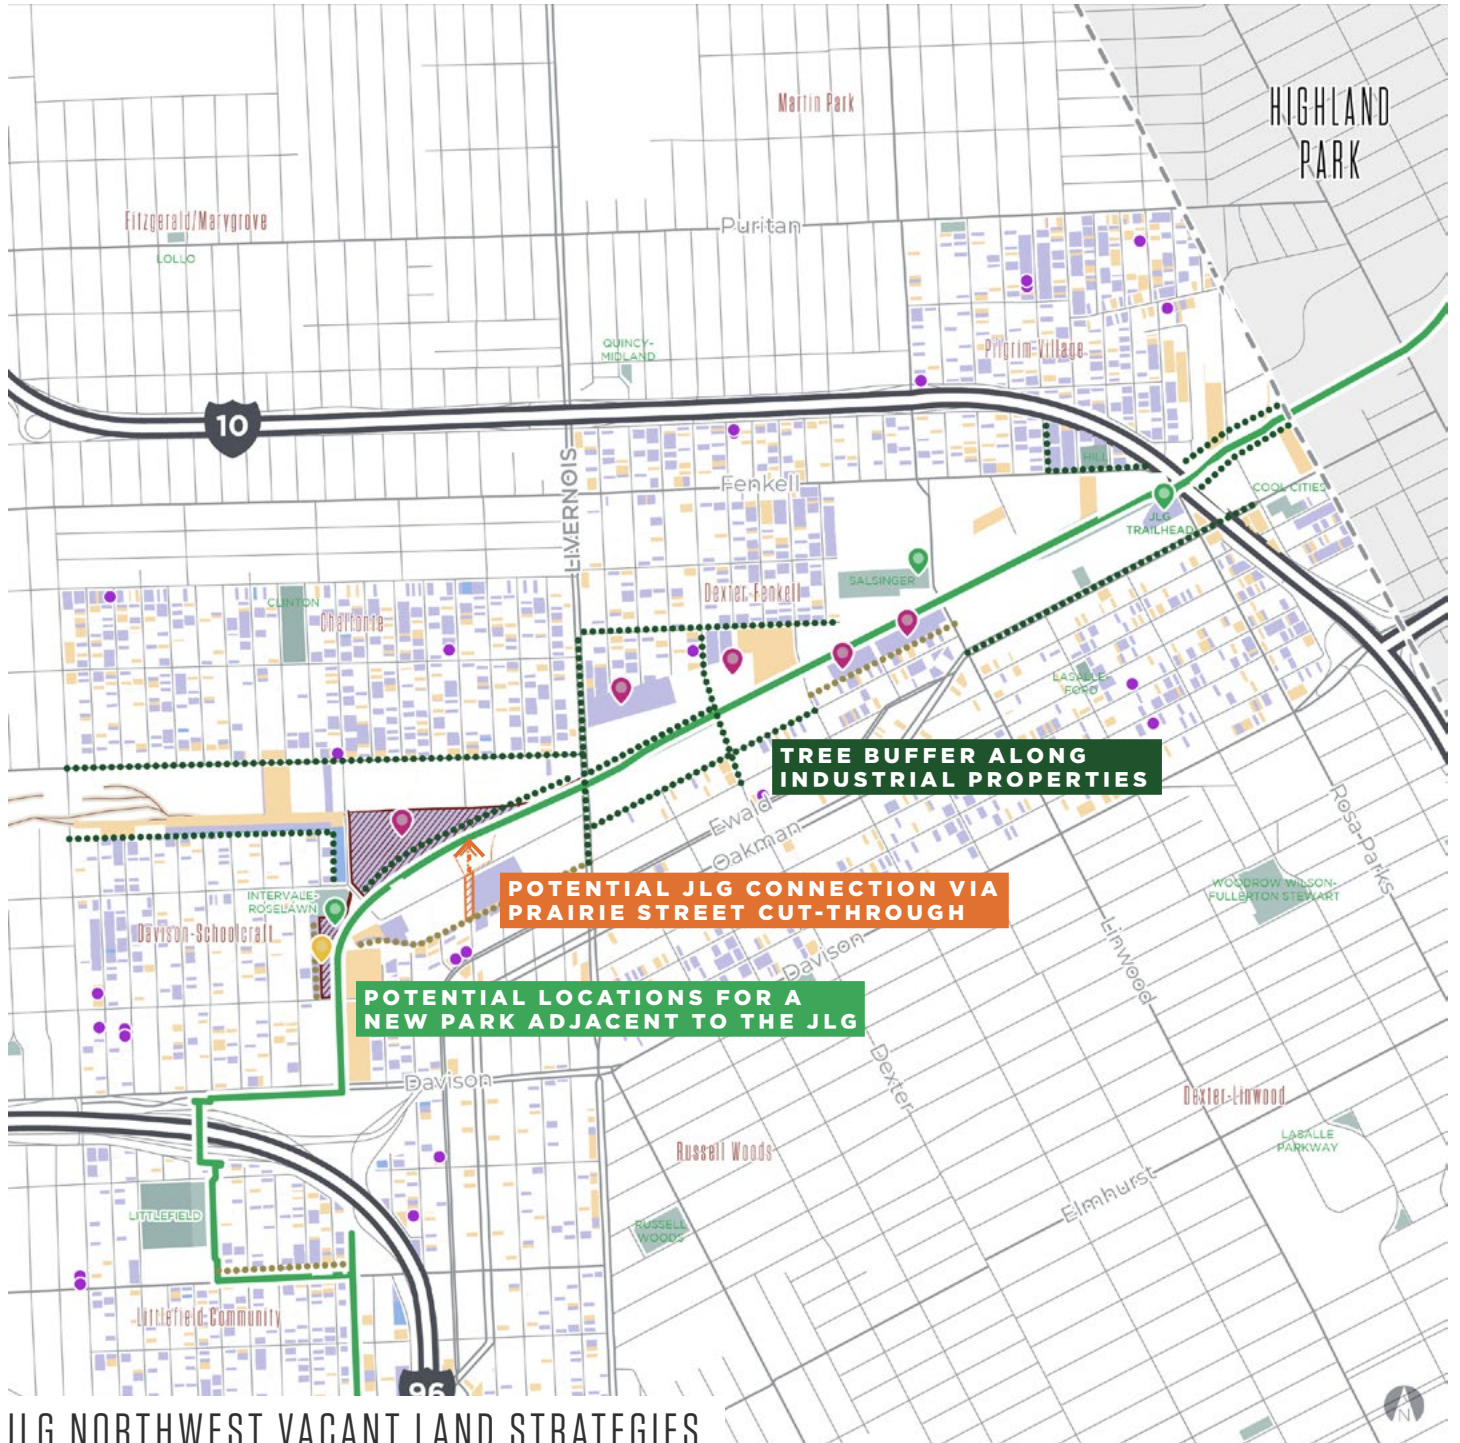 Martin Park
HIGHLAND
PARK
Fitzgerald/Marygrove
LOLLO
Puritan
QUINCY-
MIDLAND
Pilgrim Village
10
LIVERNOIS
Fenkell
HILL
COOL CITIES
JLG
TRAILHEAD
SALSINGER
Dexter-Fenkell
CLINTON
Chalfonte
LASALLE-
FORD
TREE BUFFER ALONG
INDUSTRIAL PROPERTIES
Ewald
Oakman
Rosa Parks
POTENTIAL JLG CONNECTION VIA
PRAIRIE STREET CUT-THROUGH
WOODROW WILSON-
FULLERTON STEWART
INTERVALE-
ROSELAWN
Davison-Schoolcraft
Davison
Linwood
POTENTIAL LOCATIONS FOR A
NEW PARK ADJACENT TO THE JLG
Davison
Dexter
Dexter-Linwood
LASALLE
PARKWAY
Russell Woods
Elmhurst
LITTLEFIELD
RUSSELL
WOODS
Littlefield Community
96
N
JLG NORTHWEST VACANT LAND STRATEGIES